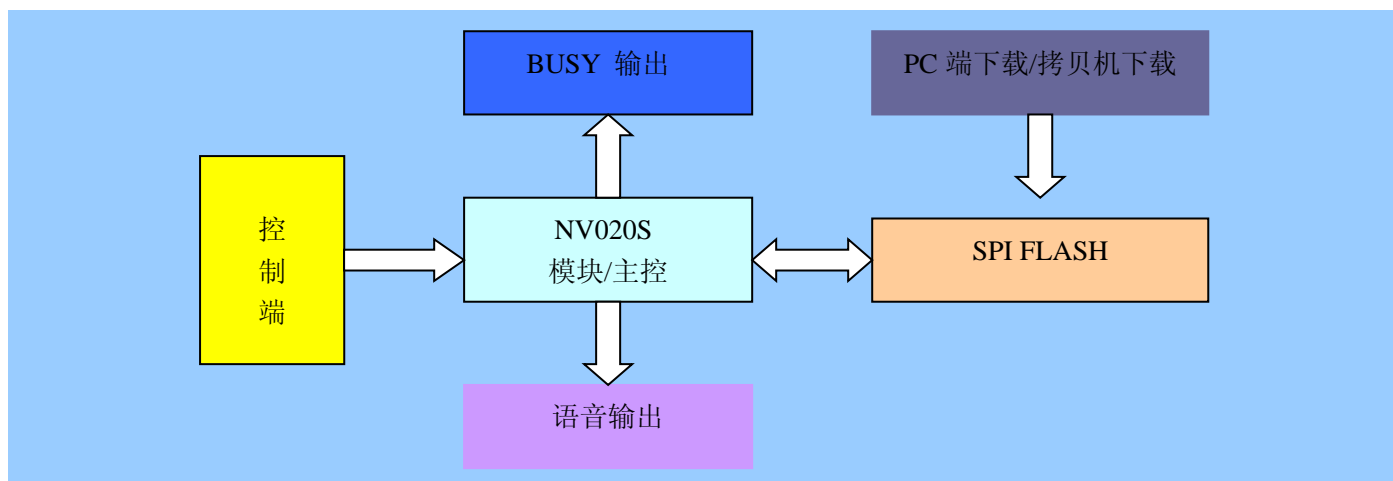 BUSY 输出
PC 端下载/拷贝机下载
控
制
端
NV020S
模块/主控
SPI FLASH
语音输出